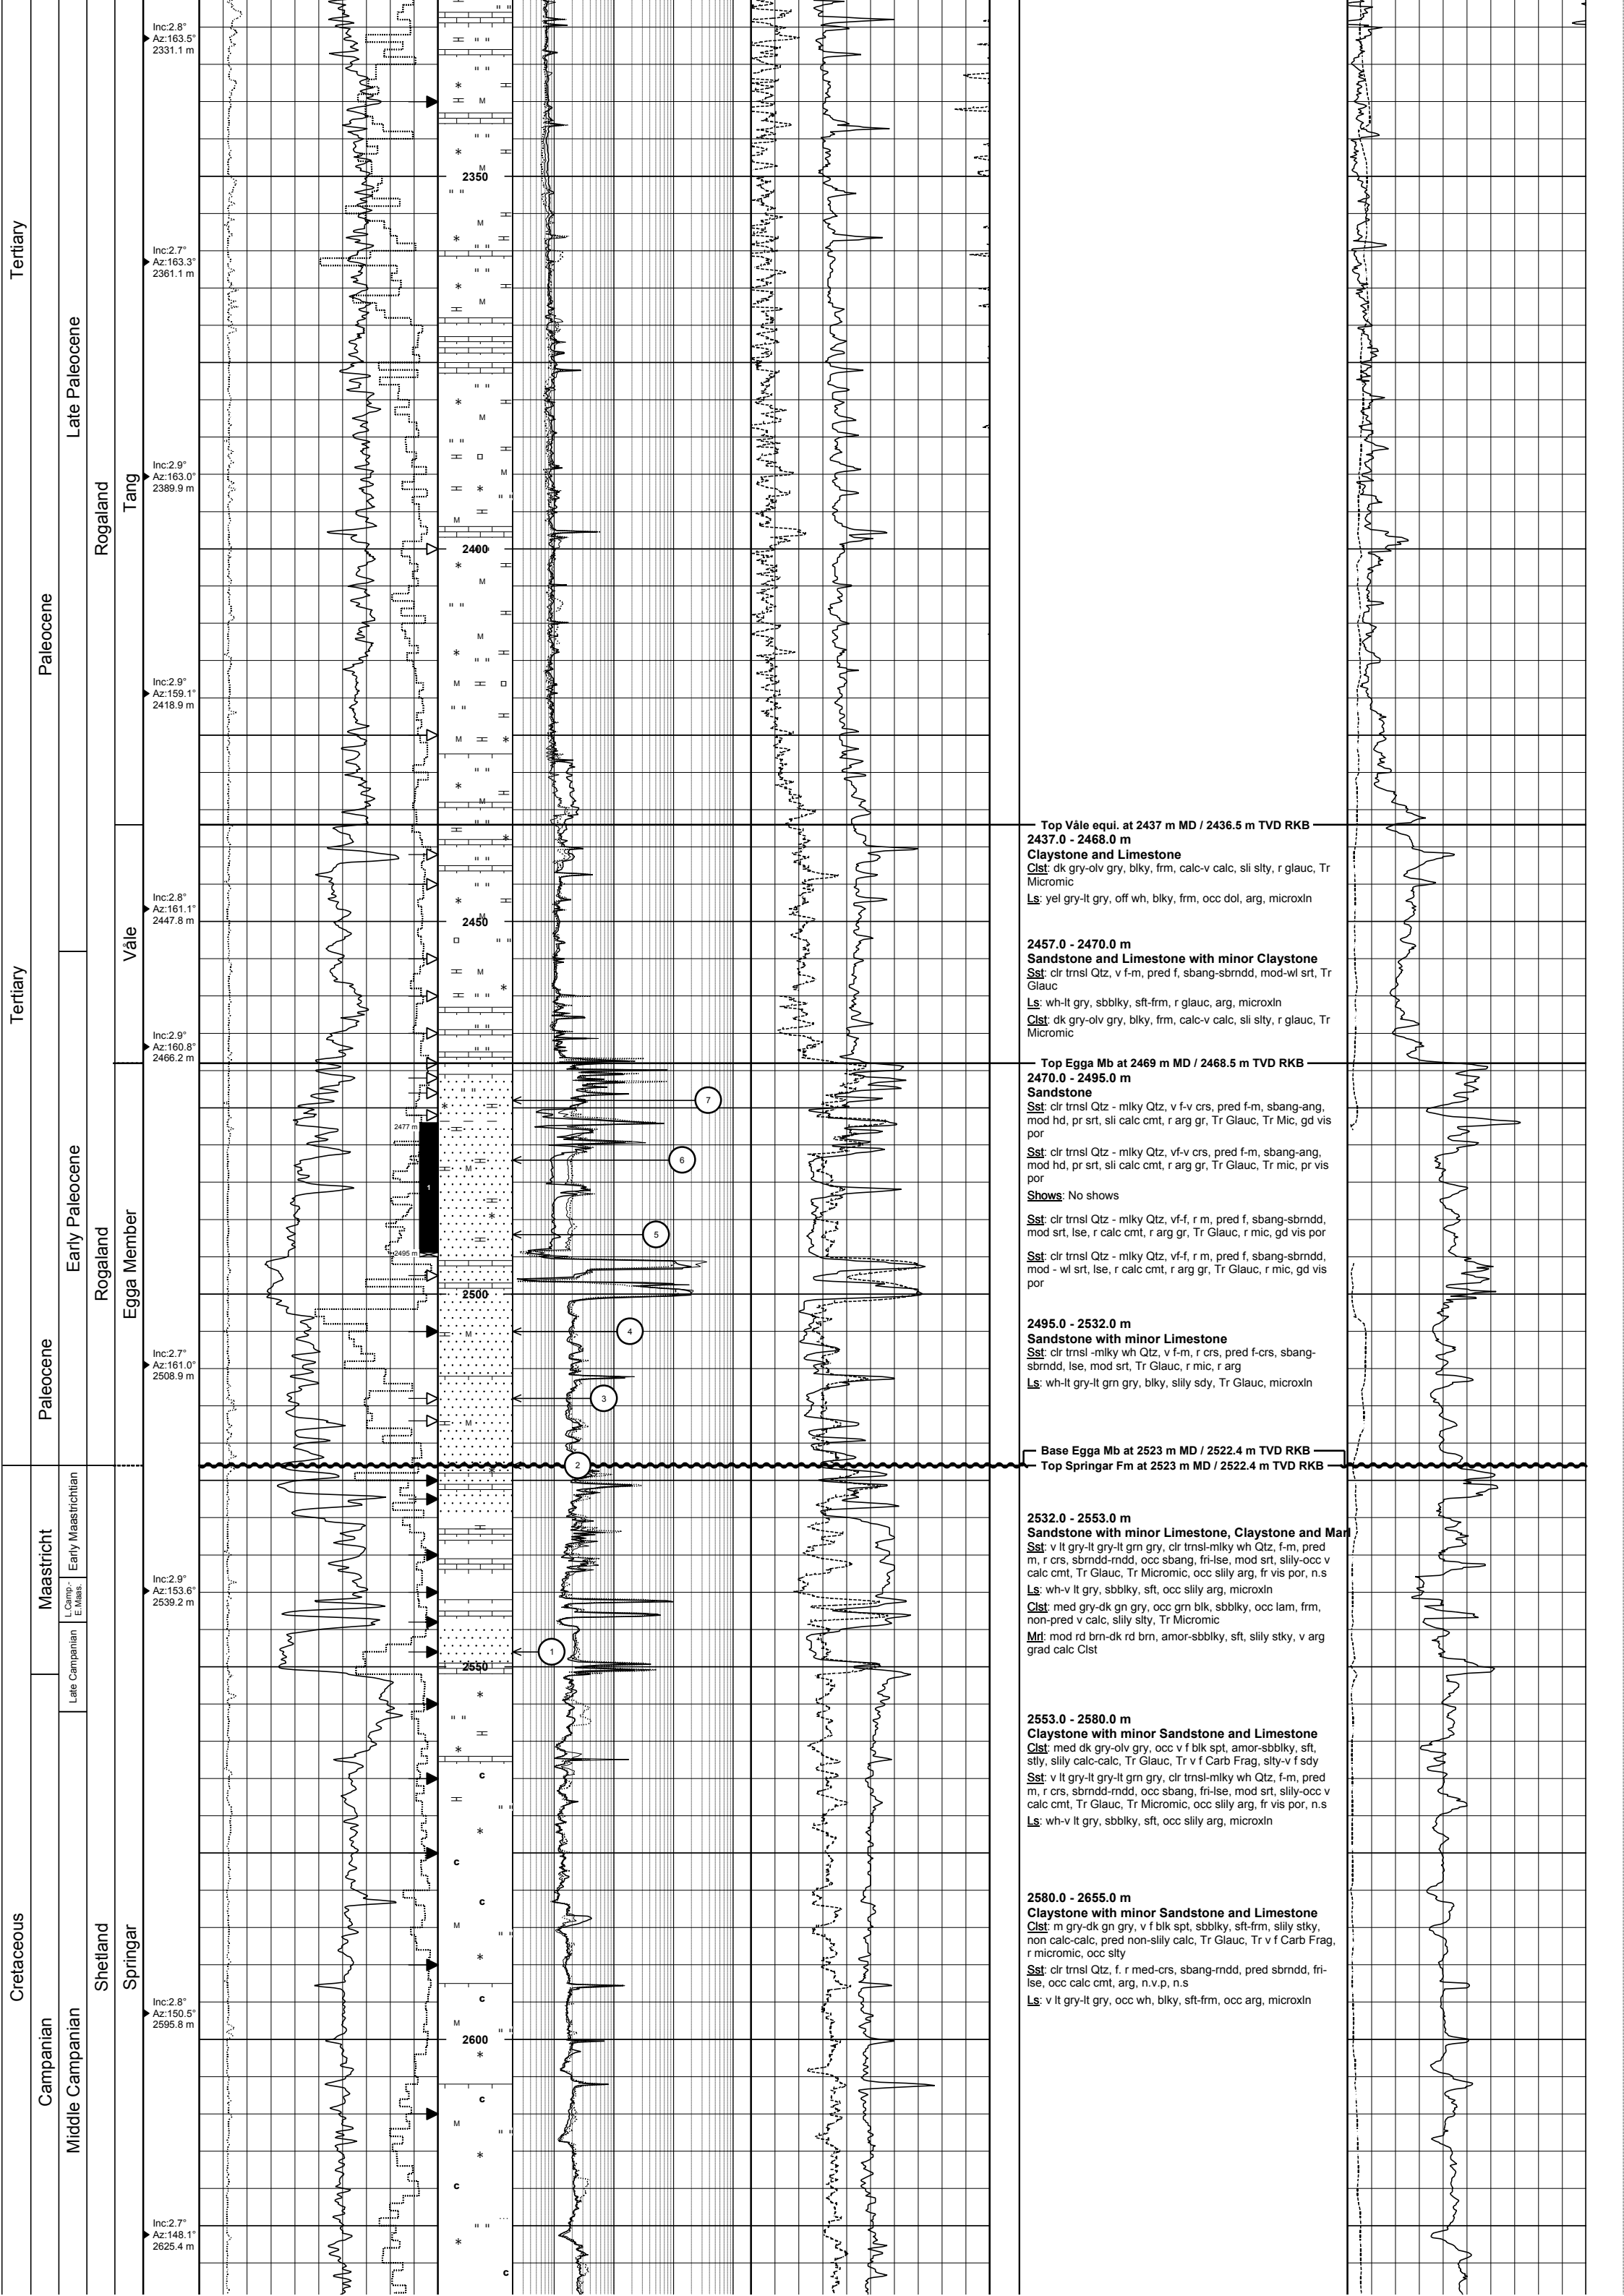 Tertiary
Paleocene
Late Paleocene
Rogaland
Tang
Inc:2.8°
Az:163.5°
2331.1 m
2350
Inc:2.7°
Az:163.3°
2361.1 m
Inc:2.9°
Az:163.0°
2389.9 m
2400
Inc:2.9°
Az:159.1°
2418.9 m
Top Våle equi. at 2437 m MD / 2436.5 m TVD RKB
2437.0 - 2468.0 m
Claystone and Limestone
Clst: dk gry-olv gry, blky, frm, calc-v calc, sli slty, r glauc, Tr
Micromic
Ls: yel gry-lt gry, off wh, blky, frm, occ dol, arg, microxln
Tertiary
Våle
Inc:2.8°
Az:161.1°
2447.8 m
2450
2457.0 - 2470.0 m
Sandstone and Limestone with minor Claystone
Sst: clr trnsl Qtz, v f-m, pred f, sbang-sbrndd, mod-wl srt, Tr
Glauc
Ls: wh-lt gry, sbblky, sft-frm, r glauc, arg, microxln
Clst: dk gry-olv gry, blky, frm, calc-v calc, sli slty, r glauc, Tr
Micromic
Inc:2.9°
Az:160.8°
2466.2 m
Top Egga Mb at 2469 m MD / 2468.5 m TVD RKB
2470.0 - 2495.0 m
Sandstone
Sst: clr trnsl Qtz - mlky Qtz, v f-v crs, pred f-m, sbang-ang,
mod hd, pr srt, sli calc cmt, r arg gr, Tr Glauc, Tr Mic, gd vis
por
Sst: clr trnsl Qtz - mlky Qtz, vf-v crs, pred f-m, sbang-ang,
mod hd, pr srt, sli calc cmt, r arg gr, Tr Glauc, Tr mic, pr vis
por
Shows: No shows
Sst: clr trnsl Qtz - mlky Qtz, vf-f, r m, pred f, sbang-sbrndd,
mod srt, lse, r calc cmt, r arg gr, Tr Glauc, r mic, gd vis por
Sst: clr trnsl Qtz - mlky Qtz, vf-f, r m, pred f, sbang-sbrndd,
mod - wl srt, lse, r calc cmt, r arg gr, Tr Glauc, r mic, gd vis
por
Early Paleocene
Rogaland
Egga Member
Paleocene
2477 m
1
2495 m
7
6
5
4
3
2
1
2500
2495.0 - 2532.0 m
Sandstone with minor Limestone
Sst: clr trnsl -mlky wh Qtz, v f-m, r crs, pred f-crs, sbang-
sbrndd, lse, mod srt, Tr Glauc, r mic, r arg
Ls: wh-lt gry-lt grn gry, blky, slily sdy, Tr Glauc, microxln
Inc:2.7°
Az:161.0°
2508.9 m
Base Egga Mb at 2523 m MD / 2522.4 m TVD RKB
Top Springar Fm at 2523 m MD / 2522.4 m TVD RKB
Maastricht
Early Maastrichtian
L.Camp.-
E.Maas.
Late Campanian
2532.0 - 2553.0 m
Sandstone with minor Limestone, Claystone and Marl
Sst: v lt gry-lt gry-lt grn gry, clr trnsl-mlky wh Qtz, f-m, pred
m, r crs, sbrndd-rndd, occ sbang, fri-lse, mod srt, slily-occ v
calc cmt, Tr Glauc, Tr Micromic, occ slily arg, fr vis por, n.s
Ls: wh-v lt gry, sbblky, sft, occ slily arg, microxln
Clst: med gry-dk gn gry, occ grn blk, sbblky, occ lam, frm,
non-pred v calc, slily slty, Tr Micromic
Mrl: mod rd brn-dk rd brn, amor-sbblky, sft, slily stky, v arg
grad calc Clst
Inc:2.9°
Az:153.6°
2539.2 m
2550
2553.0 - 2580.0 m
Claystone with minor Sandstone and Limestone
Clst: med dk gry-olv gry, occ v f blk spt, amor-sbblky, sft,
stly, slily calc-calc, Tr Glauc, Tr v f Carb Frag, slty-v f sdy
Sst: v lt gry-lt gry-lt grn gry, clr trnsl-mlky wh Qtz, f-m, pred
m, r crs, sbrndd-rndd, occ sbang, fri-lse, mod srt, slily-occ v
calc cmt, Tr Glauc, Tr Micromic, occ slily arg, fr vis por, n.s
Ls: wh-v lt gry, sbblky, sft, occ slily arg, microxln
2580.0 - 2655.0 m
Claystone with minor Sandstone and Limestone
Clst: m gry-dk gn gry, v f blk spt, sbblky, sft-frm, slily stky,
non calc-calc, pred non-slily calc, Tr Glauc, Tr v f Carb Frag,
r micromic, occ slty
Sst: clr trnsl Qtz, f. r med-crs, sbang-rndd, pred sbrndd, fri-
lse, occ calc cmt, arg, n.v.p, n.s
Ls: v lt gry-lt gry, occ wh, blky, sft-frm, occ arg, microxln
Cretaceous
Campanian
Middle Campanian
Shetland
Springar
Inc:2.8°
Az:150.5°
2595.8 m
2600
Inc:2.7°
Az:148.1°
2625.4 m